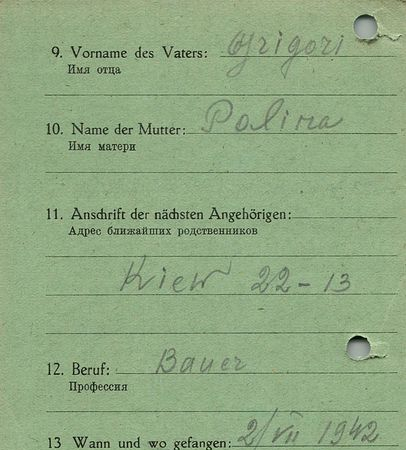 9. Vorname des Vaters: Grigori
Имя отца
10. Name der Mutter: Polina
Имя матери
11. Anschrift der nächsten Angehörigen:
Адрес ближайших родственников
Kiew 22-13
12. Beruf: Bauer
Профессия
13 Wann und wo gefangen: 2/VII 1942